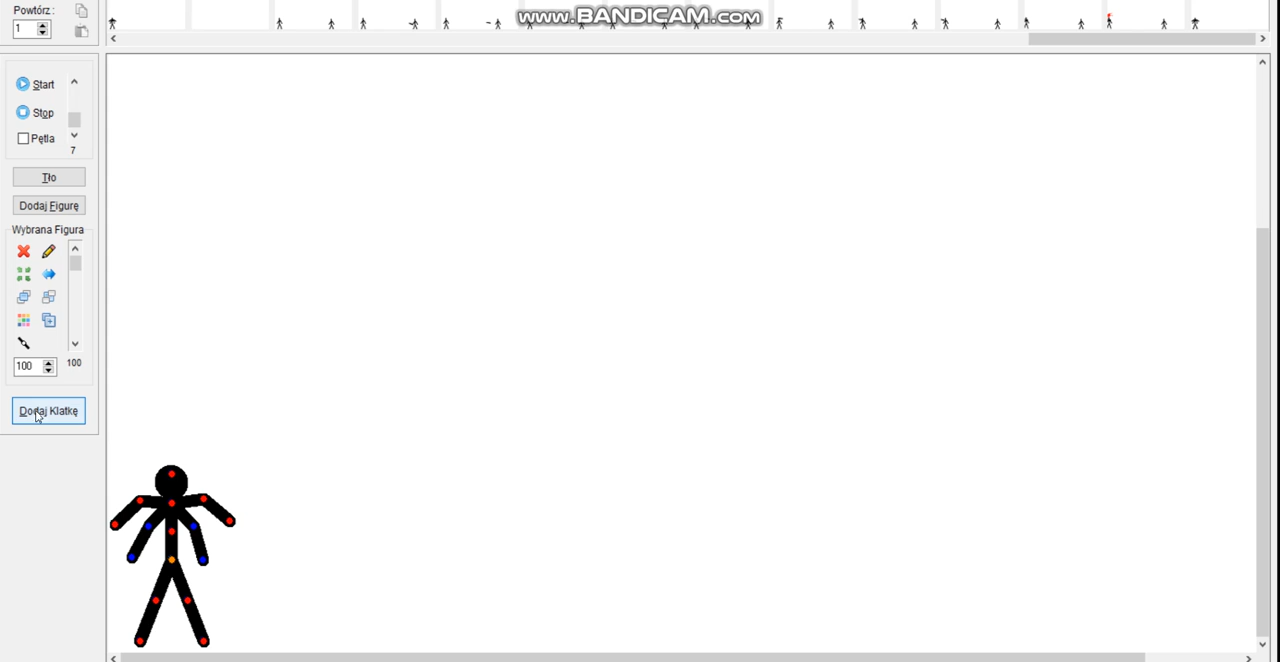 Powtórz:
1
www.BANDICAM.com
Start
Stop
Pętla
7
Tło
Dodaj Figurę
Wybrana Figura
100
100
Dodaj Klatkę